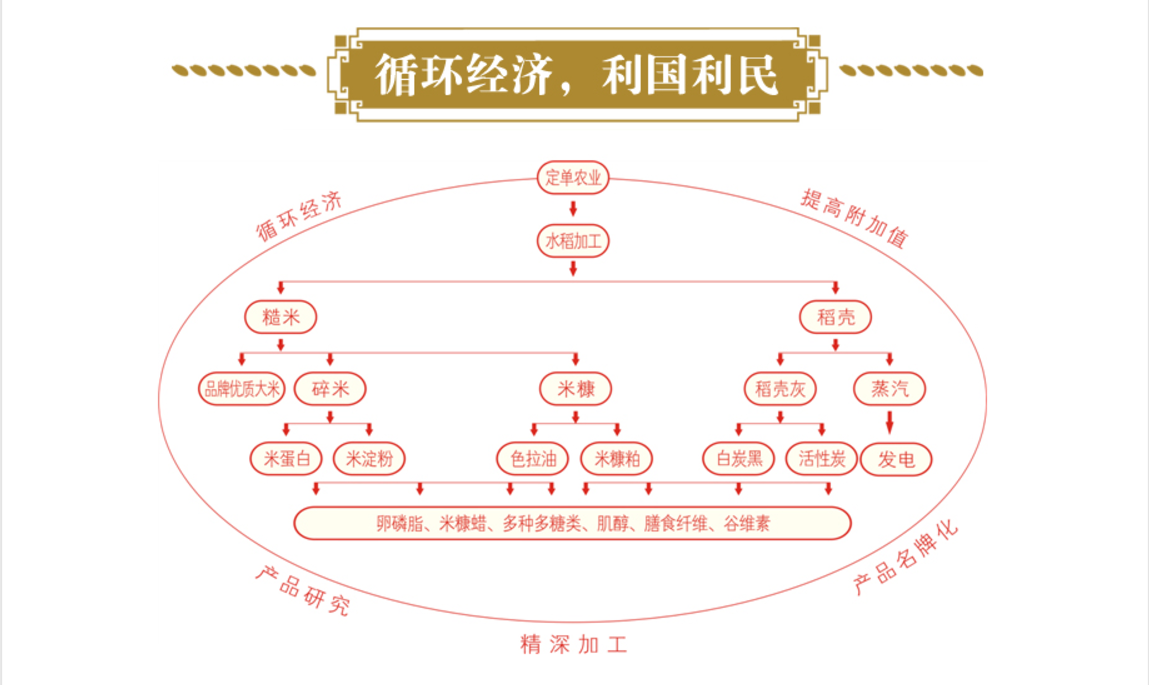 循环经济，利国利民
定单农业
循环经济
提高附加值
水稻加工
糙米
稻壳
品牌优质大米
碎米
米糠
稻壳灰
蒸汽
米蛋白
米淀粉
色拉油
米糠粕
白炭黑
活性炭
发电
卵磷脂、米糠蜡、多种多糖类、肌醇、膳食纤维、谷维素
产品研究
产品名牌化
精深加工